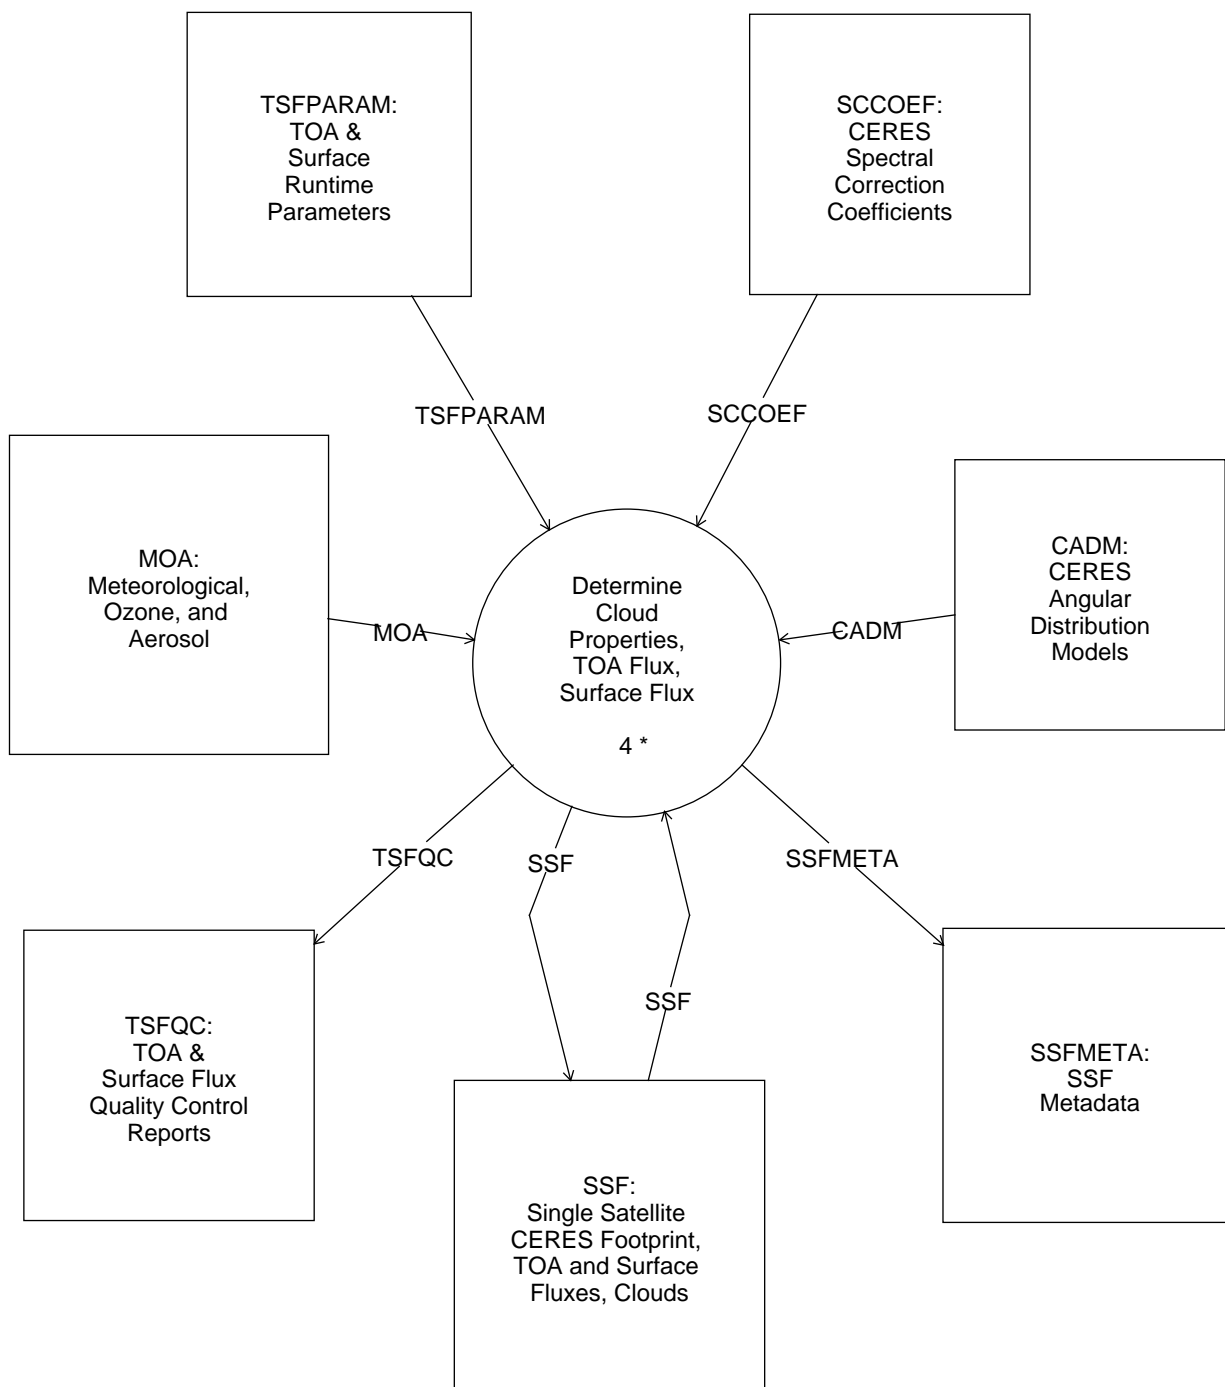 TSFPARAM:
TOA &
Surface
Runtime
Parameters
SCCOEF:
CERES
Spectral
Correction
Coefficients
TSFPARAM
SCCOEF
MOA:
Meteorological,
Ozone, and
Aerosol
MOA
Determine
Cloud
Properties,
TOA Flux,
Surface Flux
4 *
CADM
CADM:
CERES
Angular
Distribution
Models
TSFQC
SSF
SSFMETA
SSF
TSFQC:
TOA &
Surface Flux
Quality Control
Reports
SSF:
Single Satellite
CERES Footprint,
TOA and Surface
Fluxes, Clouds
SSFMETA:
SSF
Metadata